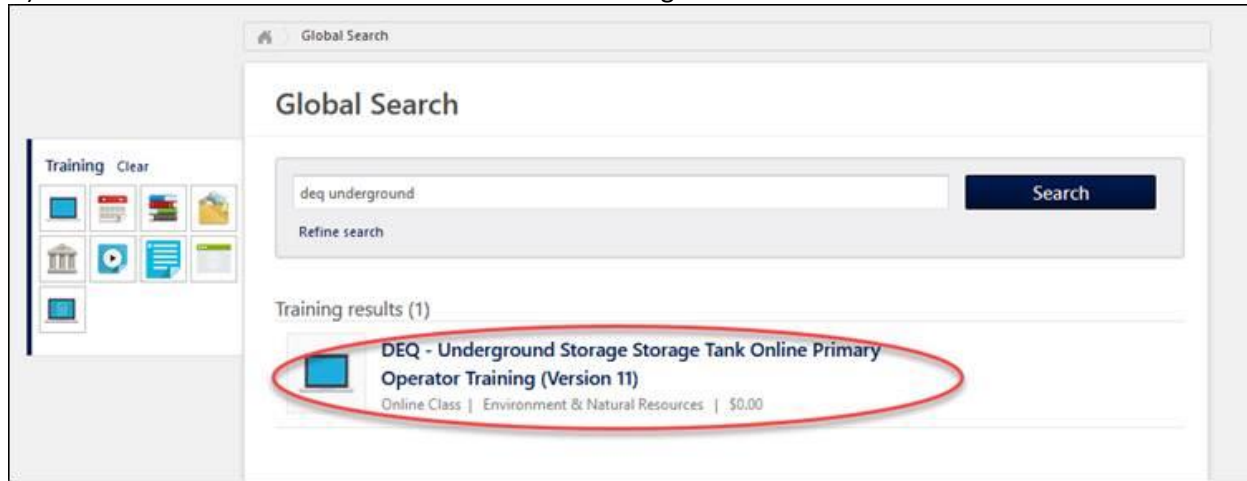 Global Search
Global Search
Training Clear
deq underground
Search
Refine search
Training results (1)
DEQ - Underground Storage Storage Tank Online Primary
Operator Training (Version 11)
Online Class | Environment & Natural Resources | $0.00